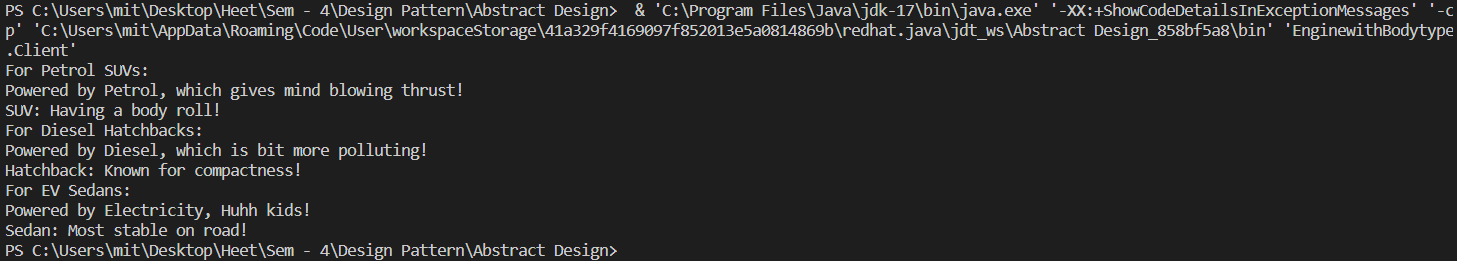 PS C:\Users\mit\Desktop\Heet\Sem - 4\Design Pattern\Abstract Design>  & 'C:\Program Files\Java\jdk-17\bin\java.exe' '-XX:+ShowCodeDetailsInExceptionMessages' '-c
p' 'C:\Users\mit\AppData\Roaming\Code\User\workspaceStorage\41a329f4169097f852013e5a0814869b\redhat.java\jdt_ws\Abstract Design_858bf5a8\bin' 'EnginewithBodytype
.Client'
For Petrol SUVs:
Powered by Petrol, which gives mind blowing thrust!
SUV: Having a body roll!
For Diesel Hatchbacks:
Powered by Diesel, which is bit more polluting!
Hatchback: Known for compactness!
For EV Sedans:
Powered by Electricity, Huhh kids!
Sedan: Most stable on road!
PS C:\Users\mit\Desktop\Heet\Sem - 4\Design Pattern\Abstract Design>